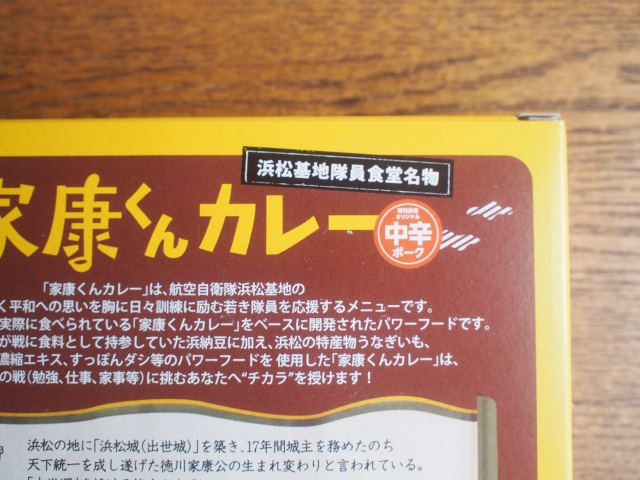 浜松基地隊員食堂名物
家康くんカレー
オリジナル
中辛
ポーク
「家康くんカレー」は、航空自衛隊浜松基地の
く平和への思いを胸に日々訓練に励む若き隊員を応援するメニューです。
実際に食べられている「家康くんカレー」をベースに開発されたパワーフードです。
が戦に食料として持参していた浜納豆に加え、浜松の特産物うなぎいも、
濃縮エキス、すっぽんダシ等のパワーフードを 使用した「家康くんカレー」は、
の戦(勉強、仕事、家事等)に挑むあなたへ“チカラ”を授けます！
浜松の地に「浜松城(出世城)」を築き、17年間城主を務めたのち
天下統一を成し遂げた徳川家康公の生まれ変わりと言われている。